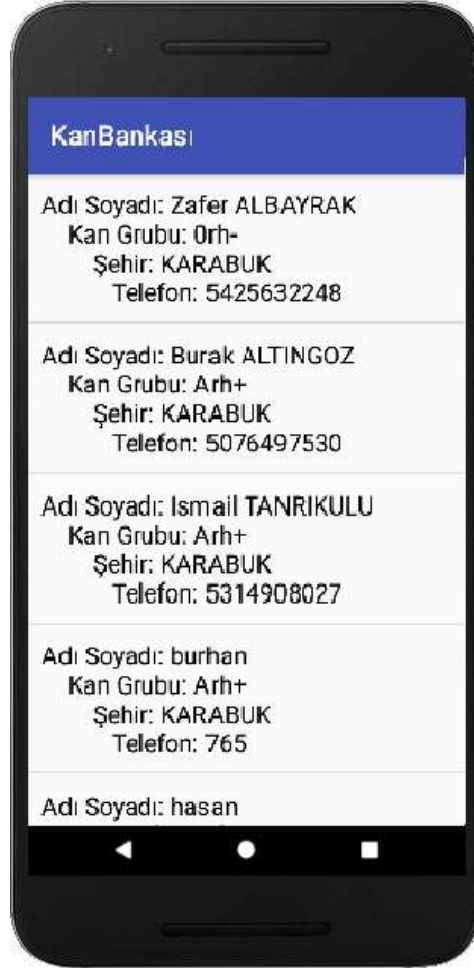 KanBankası
Adı Soyadı: Zafer ALBAYRAK
Kan Grubu: 0rh-
Şehir: KARABUK
Telefon: 5425632248
Adı Soyadı: Burak ALTINGOZ
Kan Grubu: Arh+
Şehir: KARABUK
Telefon: 5076497530
Adı Soyadı: Ismail TANRIKULU
Kan Grubu: Arh+
Şehir: KARABUK
Telefon: 5314908027
Adı Soyadı: burhan
Kan Grubu: Arh+
Şehir: KARABUK
Telefon: 765
Adı Soyadı: hasan